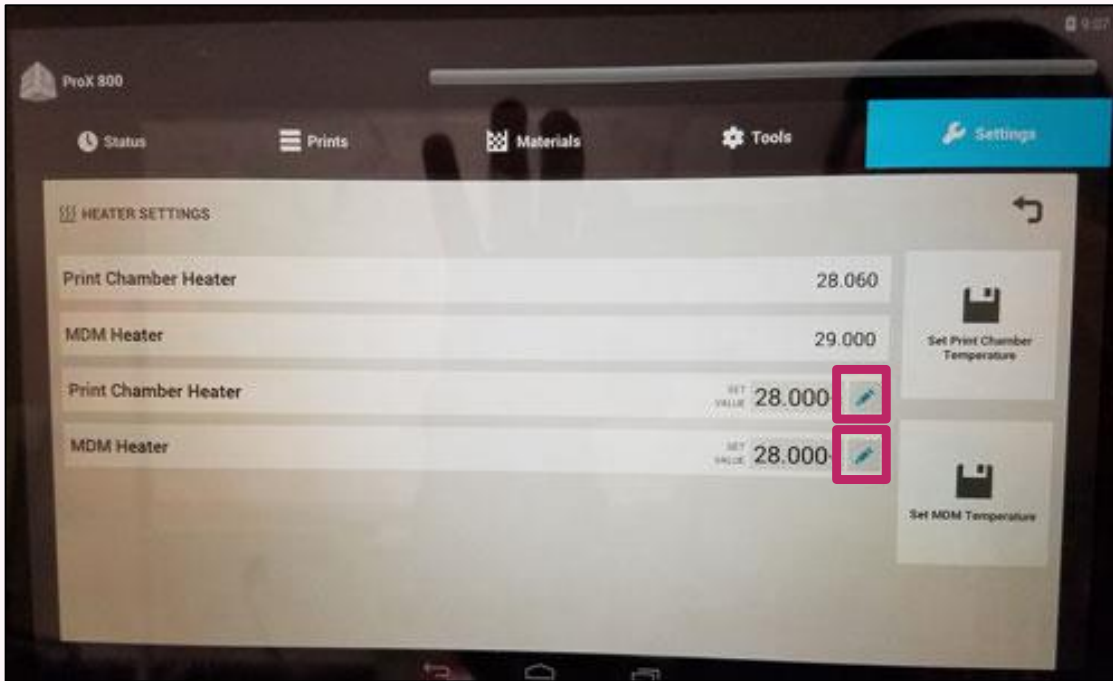 9:07
ProX 800
Status Prints Materials Tools Settings
HEATER SETTINGS
Print Chamber Heater 28.060
MDM Heater 29.000
Set Print Chamber
Temperature
Print Chamber Heater SET VALUE 28.000
MDM Heater SET VALUE 28.000
Set MDM Temperature